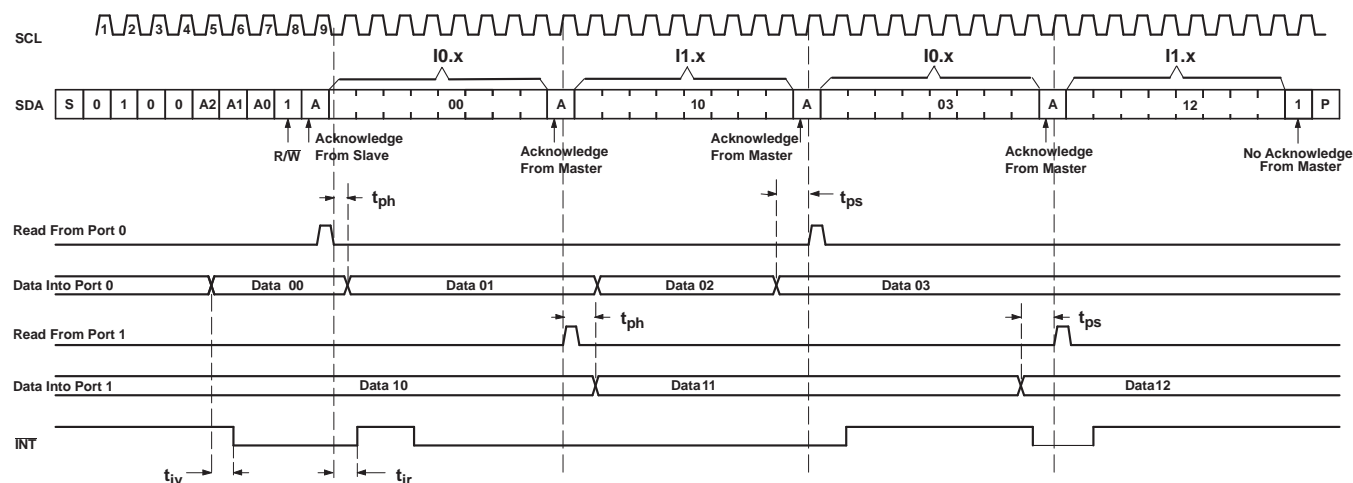 SCL
1 2 3 4 5 6 7 8 9
I0.x I1.x I0.x I1.x
SDA S 0 1 0 0 A2 A1 A0 1 A 00 A 10 A 03 A 12 1 P
R/W̅
Acknowledge
From Slave
Acknowledge
From Master
Acknowledge
From Master
Acknowledge
From Master
No Acknowledge
From Master
tph tps
Read From Port 0
Data Into Port 0 Data 00 Data 01 Data 02 Data 03
tph tps
Read From Port 1
Data Into Port 1 Data 10 Data 11 Data 12
I̅N̅T̅
tiv tir